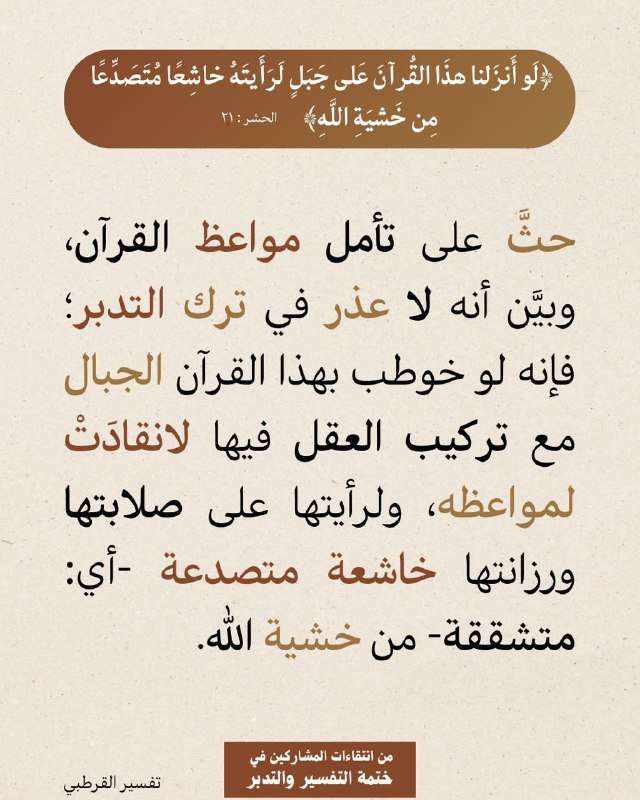 ﴿لَو أَنزَلنا هذَا القُرآنَ عَلى جَبَلٍ لَرَأَيتَهُ خاشِعًا مُتَصَدِّعًا
مِن خَشيَةِ اللَّهِ﴾ الحشر : ٢١
حثَّ على تأمل مواعظ القرآن،
وبيَّن أنه لا عذر في ترك التدبر؛
فإنه لو خوطب بهذا القرآن الجبال
مع تركيب العقل فيها لانقادَتْ
لمواعظه، ولرأيتها على صلابتها
ورزانتها خاشعة متصدعة -أي:
متشققة- من خشية الله.
من انتقاءات المشاركين في
ختمة التفسير والتدبر
تفسير القرطبي